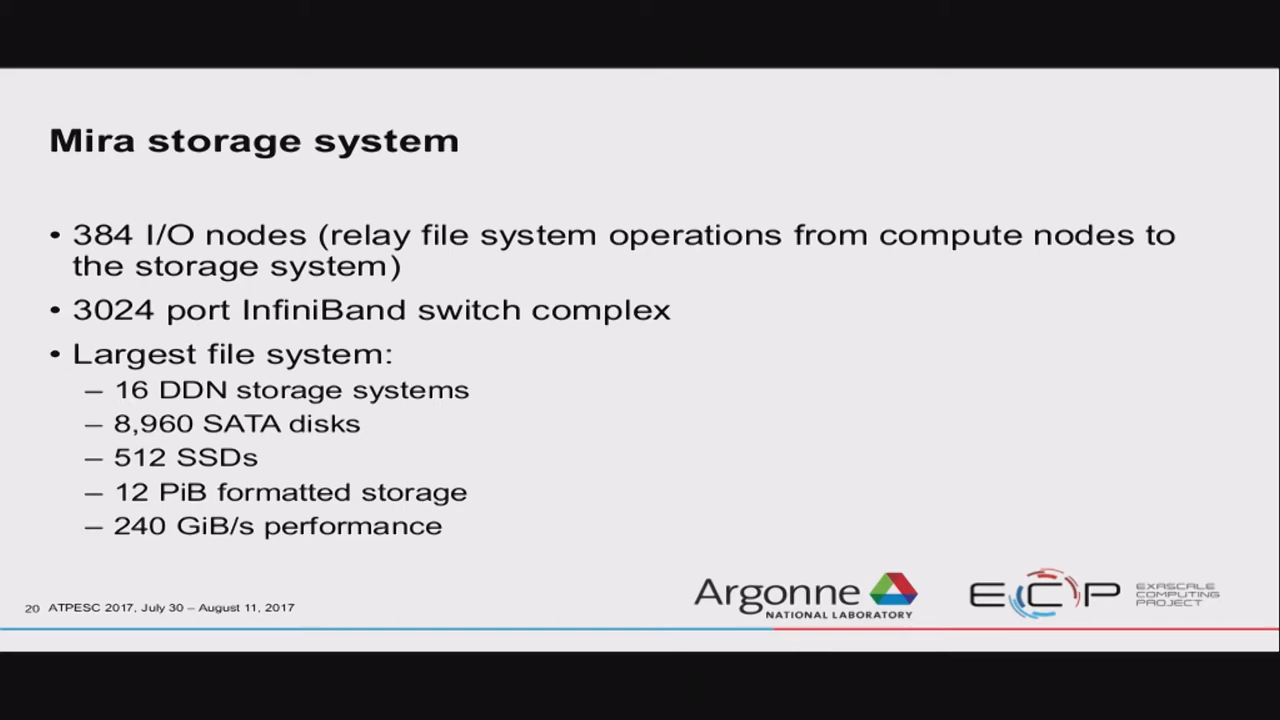 Mira storage system
• 384 I/O nodes (relay file system operations from compute nodes to
the storage system)
• 3024 port InfiniBand switch complex
• Largest file system:
– 16 DDN storage systems
– 8,960 SATA disks
– 512 SSDs
– 12 PiB formatted storage
– 240 GiB/s performance
20 ATPESC 2017, July 30 – August 11, 2017
Argonne
NATIONAL LABORATORY
ECP
EXASCALE
COMPUTING
PROJECT